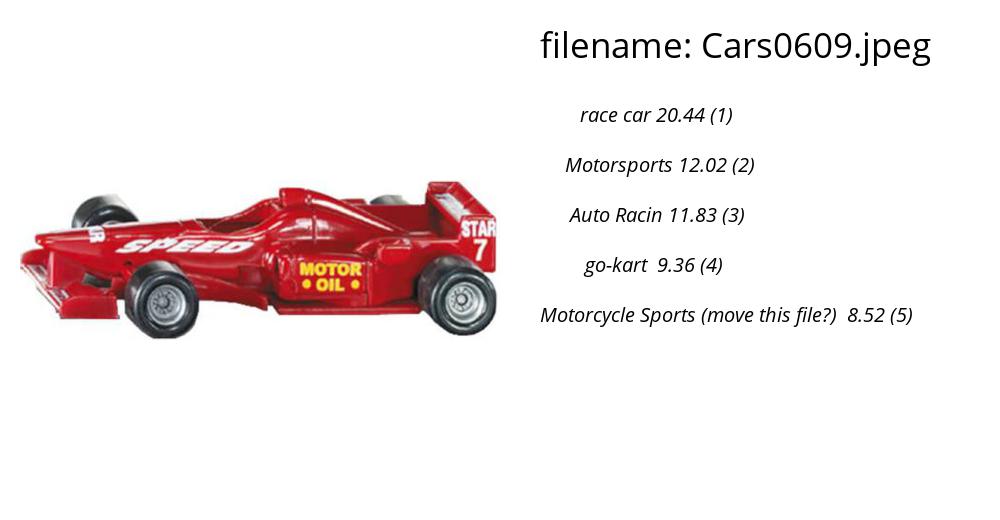 filename: Cars0609.jpeg
race car 20.44 (1)
Motorsports 12.02 (2)
Auto Racin 11.83 (3)
go-kart 9.36 (4)
Motorcycle Sports (move this file?) 8.52 (5)
SPEED
MOTOR
• OIL •
STAR
7